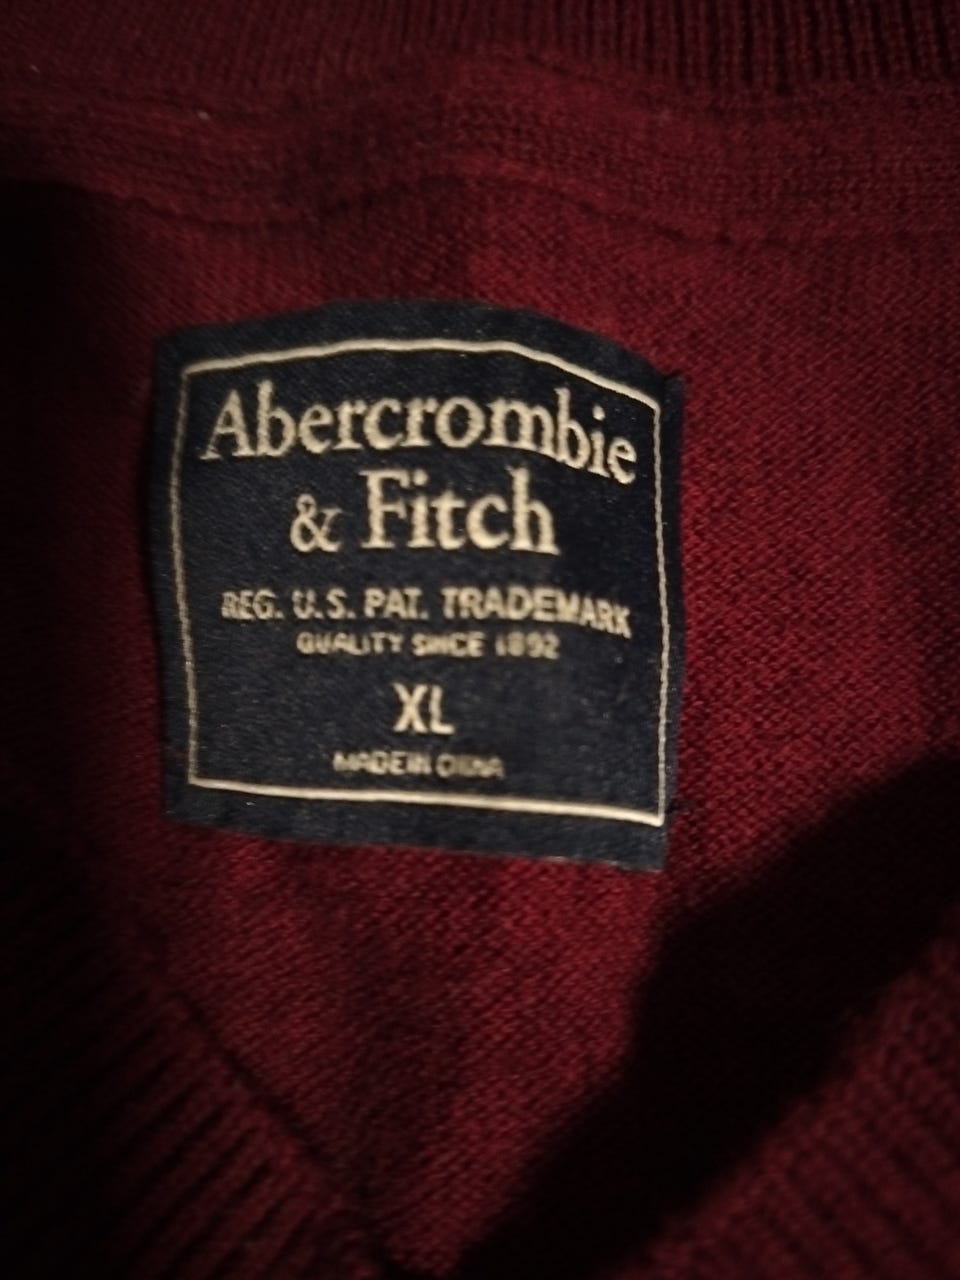 Abercrombie
& Fitch
REG. U.S. PAT. TRADEMARK
QUALITY SINCE 1892
XL
MADE IN CHINA